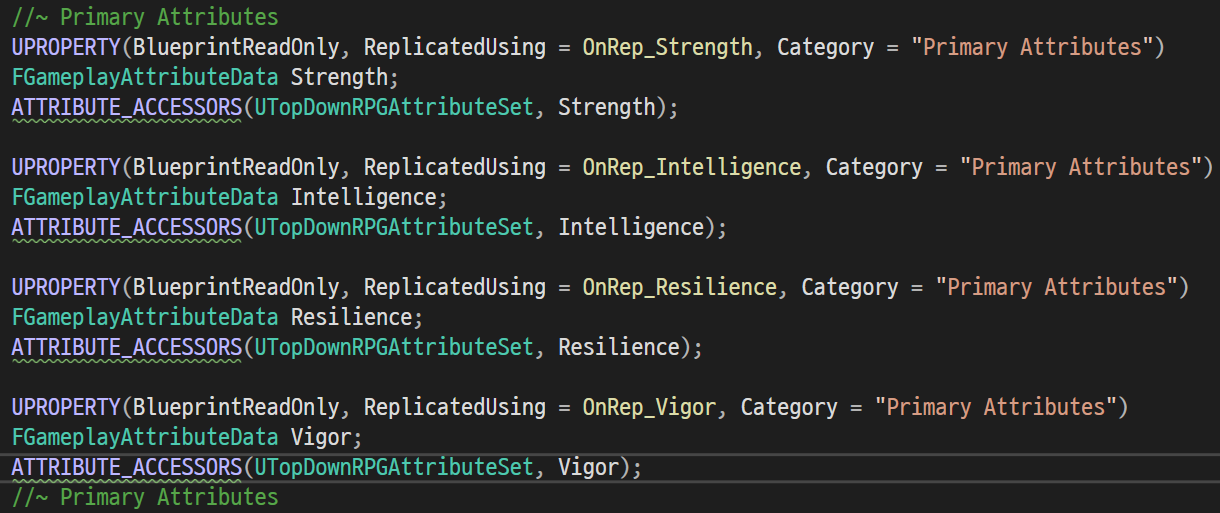 //~ Primary Attributes
UPROPERTY(BlueprintReadOnly, ReplicatedUsing = OnRep_Strength, Category = "Primary Attributes")
FGameplayAttributeData Strength;
ATTRIBUTE_ACCESSORS(UTopDownRPGAttributeSet, Strength);

UPROPERTY(BlueprintReadOnly, ReplicatedUsing = OnRep_Intelligence, Category = "Primary Attributes")
FGameplayAttributeData Intelligence;
ATTRIBUTE_ACCESSORS(UTopDownRPGAttributeSet, Intelligence);

UPROPERTY(BlueprintReadOnly, ReplicatedUsing = OnRep_Resilience, Category = "Primary Attributes")
FGameplayAttributeData Resilience;
ATTRIBUTE_ACCESSORS(UTopDownRPGAttributeSet, Resilience);

UPROPERTY(BlueprintReadOnly, ReplicatedUsing = OnRep_Vigor, Category = "Primary Attributes")
FGameplayAttributeData Vigor;
ATTRIBUTE_ACCESSORS(UTopDownRPGAttributeSet, Vigor);
//~ Primary Attributes